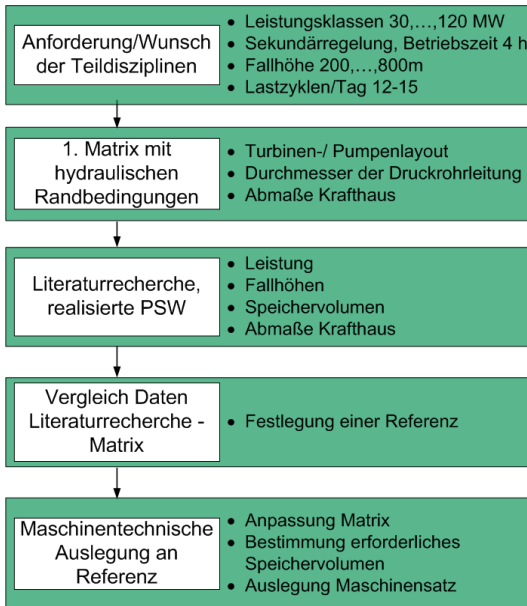 Anforderung/Wunsch
der Teildisziplinen
• Leistungsklassen 30,…,120 MW
• Sekundärregelung, Betriebszeit 4 h
• Fallhöhe 200,…,800m
• Lastzyklen/Tag 12-15
1. Matrix mit
hydraulischen
Randbedingungen
• Turbinen-/ Pumpenlayout
• Durchmesser der Druckrohrleitung
• Abmaße Krafthaus
Literaturrecherche,
realisierte PSW
• Leistung
• Fallhöhen
• Speichervolumen
• Abmaße Krafthaus
Vergleich Daten
Literaturrecherche -
Matrix
• Festlegung einer Referenz
Maschinentechnische
Auslegung an
Referenz
• Anpassung Matrix
• Bestimmung erforderliches
Speichervolumen
• Auslegung Maschinensatz